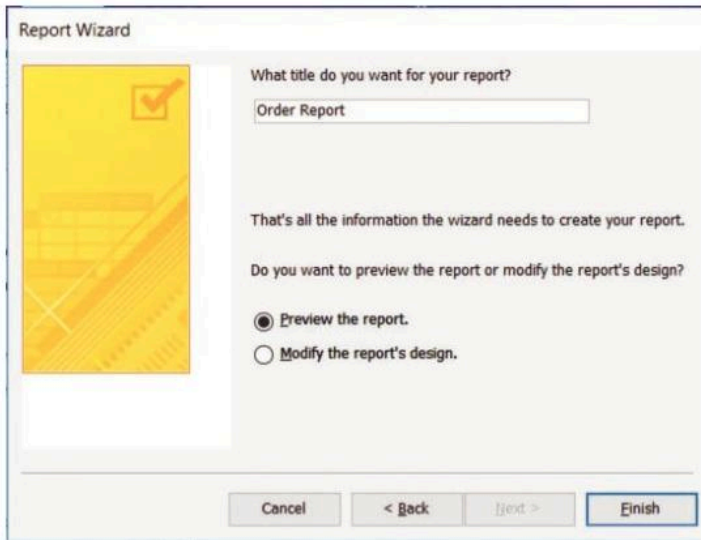 Report Wizard
What title do you want for your report?
Order Report
That's all the information the wizard needs to create your report.
Do you want to preview the report or modify the report's design?
Preview the report.
Modify the report's design.
Cancel
< Back
Next >
Finish